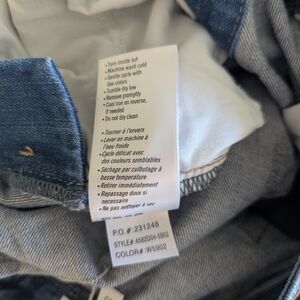 • Turn inside out
• Machine wash cold
• Gentle cycle with
like colors
• Tumble dry low
• Remove promptly
• Cool iron on reverse,
if needed
• Do not dry clean
• Tourner à l'envers
• Laver en machine à
l'eau froide
• Cycle délicat avec
des couleurs semblables
• Séchage par culbutage à
basse température
• Retirer immédiatement
• Repassage doux si
nécessaire
• Ne pas nettoyer à sec
P.O.#:231248
STYLE#:4582D04-5902
COLOR#:W5902